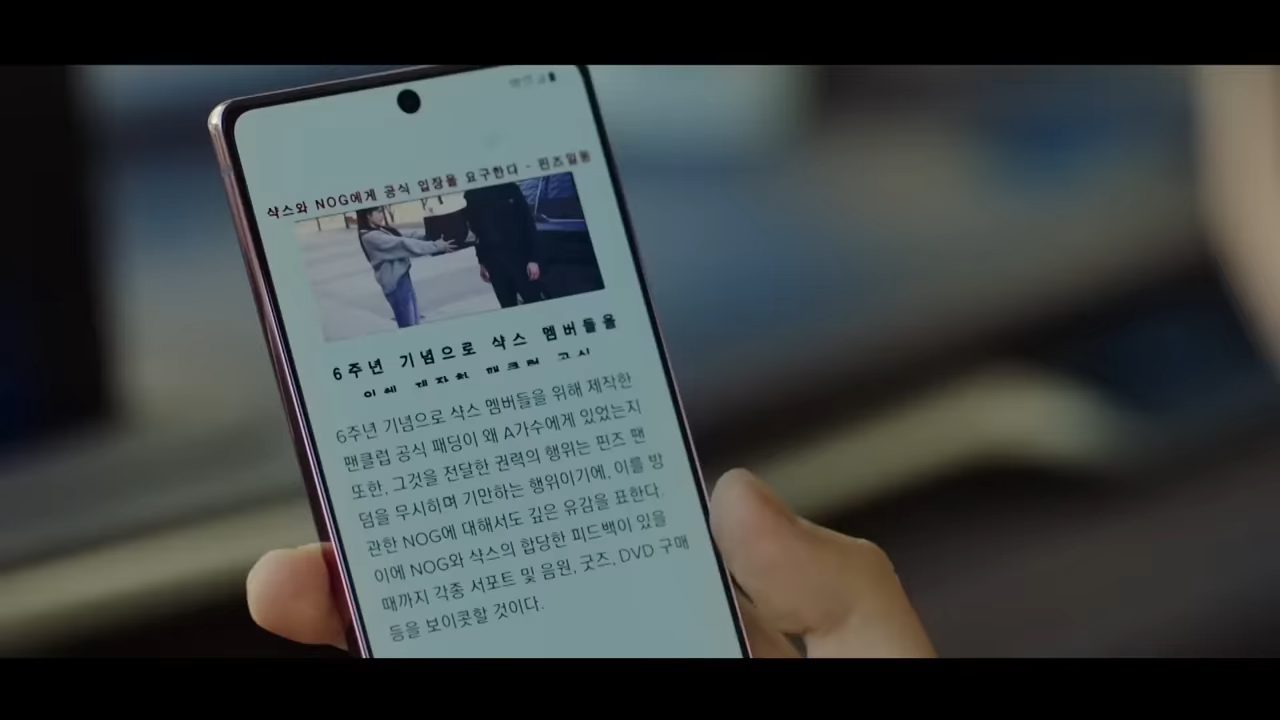 샥스와 NOG에게 공식 입장을 요구한다 - 핀즈일동
6주년 기념으로 샥스 멤버들을
6주년 기념으로 샥스 멤버들을 위해 제작한
팬클럽 공식 패딩이 왜 A가수에게 있었는지
또한, 그것을 전달한 권력의 행위는 핀즈 팬
덤을 무시하며 기만하는 행위이기에, 이를 방
관한 NOG에 대해서도 깊은 유감을 표한다.
이에 NOG와 샥스의 합당한 피드백이 있을
때까지 각종 서포트 및 음원, 굿즈, DVD 구매
등을 보이콧할 것이다.